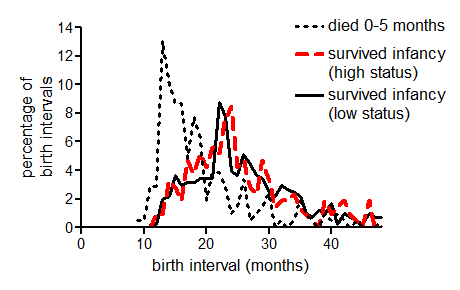 died 0-5 months
survived infancy
(high status)
survived infancy
(low status)
percentage of
birth intervals
14
12
10
8
6
4
2
0
0
10
20
30
40
birth interval (months)